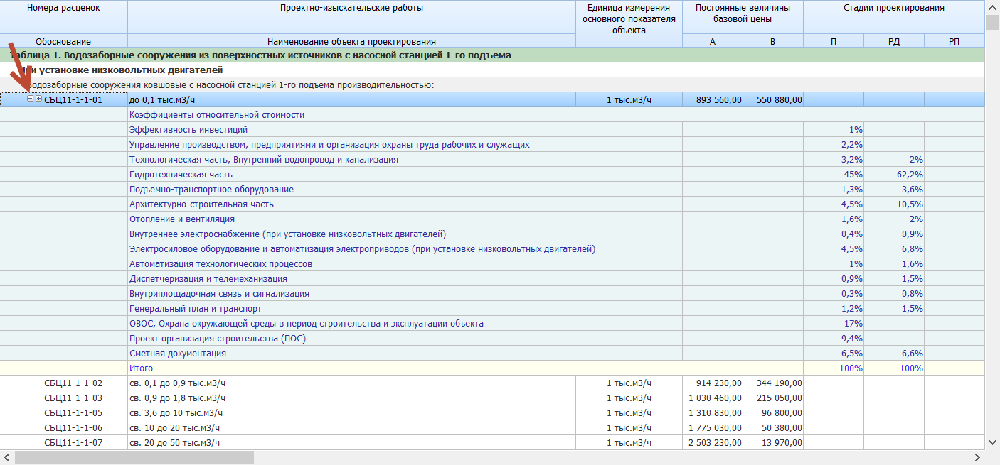 Номера расценок Проектно-изыскательские работы Единица измерения основного показателя объекта Постоянные величины базовой цены Стадии проектирования
Обоснование Наименование объекта проектирования А В П РД РП
Таблица 1. Водозаборные сооружения из поверхностных источников с насосной станцией 1-го подъема
При установке низковольтных двигателей
Водозаборные сооружения ковшовые с насосной станцией 1-го подъема производительностью:
СБЦ11-1-1-01 до 0,1 тыс.м3/ч 1 тыс.м3/ч 893 560,00 550 880,00
Коэффициенты относительной стоимости
Эффективность инвестиций 1%
Управление производством, предприятиями и организация охраны труда рабочих и служащих 2,2%
Технологическая часть, Внутренний водопровод и канализация 3,2% 2%
Гидротехническая часть 45% 62,2%
Подъемно-транспортное оборудование 1,3% 3,6%
Архитектурно-строительная часть 4,5% 10,5%
Отопление и вентиляция 1,6% 2%
Внутреннее электроснабжение (при установке низковольтных двигателей) 0,4% 0,9%
Электросиловое оборудование и автоматизация электроприводов (при установке низковольтных двигателей) 4,5% 6,8%
Автоматизация технологических процессов 1% 1,6%
Диспетчеризация и телемеханизация 0,9% 1,5%
Внутриплощадочная связь и сигнализация 0,3% 0,8%
Генеральный план и транспорт 1,2% 1,5%
ОВОС, Охрана окружающей среды в период строительства и эксплуатации объекта 17%
Проект организация строительства (ПОС) 9,4%
Сметная документация 6,5% 6,6%
Итого 100% 100%
СБЦ11-1-1-02 св. 0,1 до 0,9 тыс.м3/ч 1 тыс.м3/ч 914 230,00 344 190,00
СБЦ11-1-1-03 св. 0,9 до 1,8 тыс.м3/ч 1 тыс.м3/ч 1 030 460,00 215 050,00
СБЦ11-1-1-05 св. 3,6 до 10 тыс.м3/ч 1 тыс.м3/ч 1 310 830,00 96 800,00
СБЦ11-1-1-06 св. 10 до 20 тыс.м3/ч 1 тыс.м3/ч 1 775 030,00 50 380,00
СБЦ11-1-1-07 св. 20 до 50 тыс.м3/ч 1 тыс.м3/ч 2 503 230,00 13 970,00